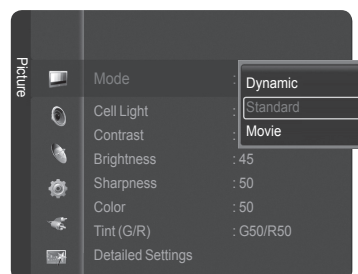 Picture
Mode :
Dynamic
Standard
Movie
Cell Light :
Contrast :
Brightness : 45
Sharpness : 50
Color : 50
Tint (G/R) : G50/R50
Detailed Settings